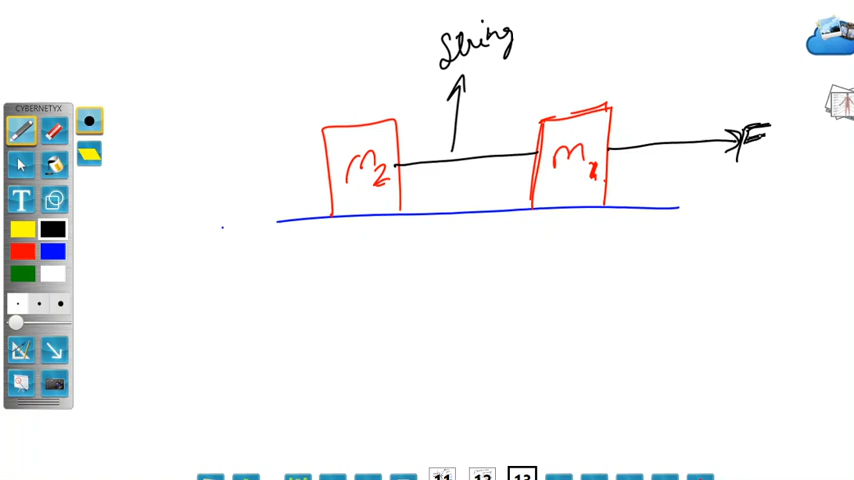 String
m2
m1
F
CYBERNETYX
T
11
12
13